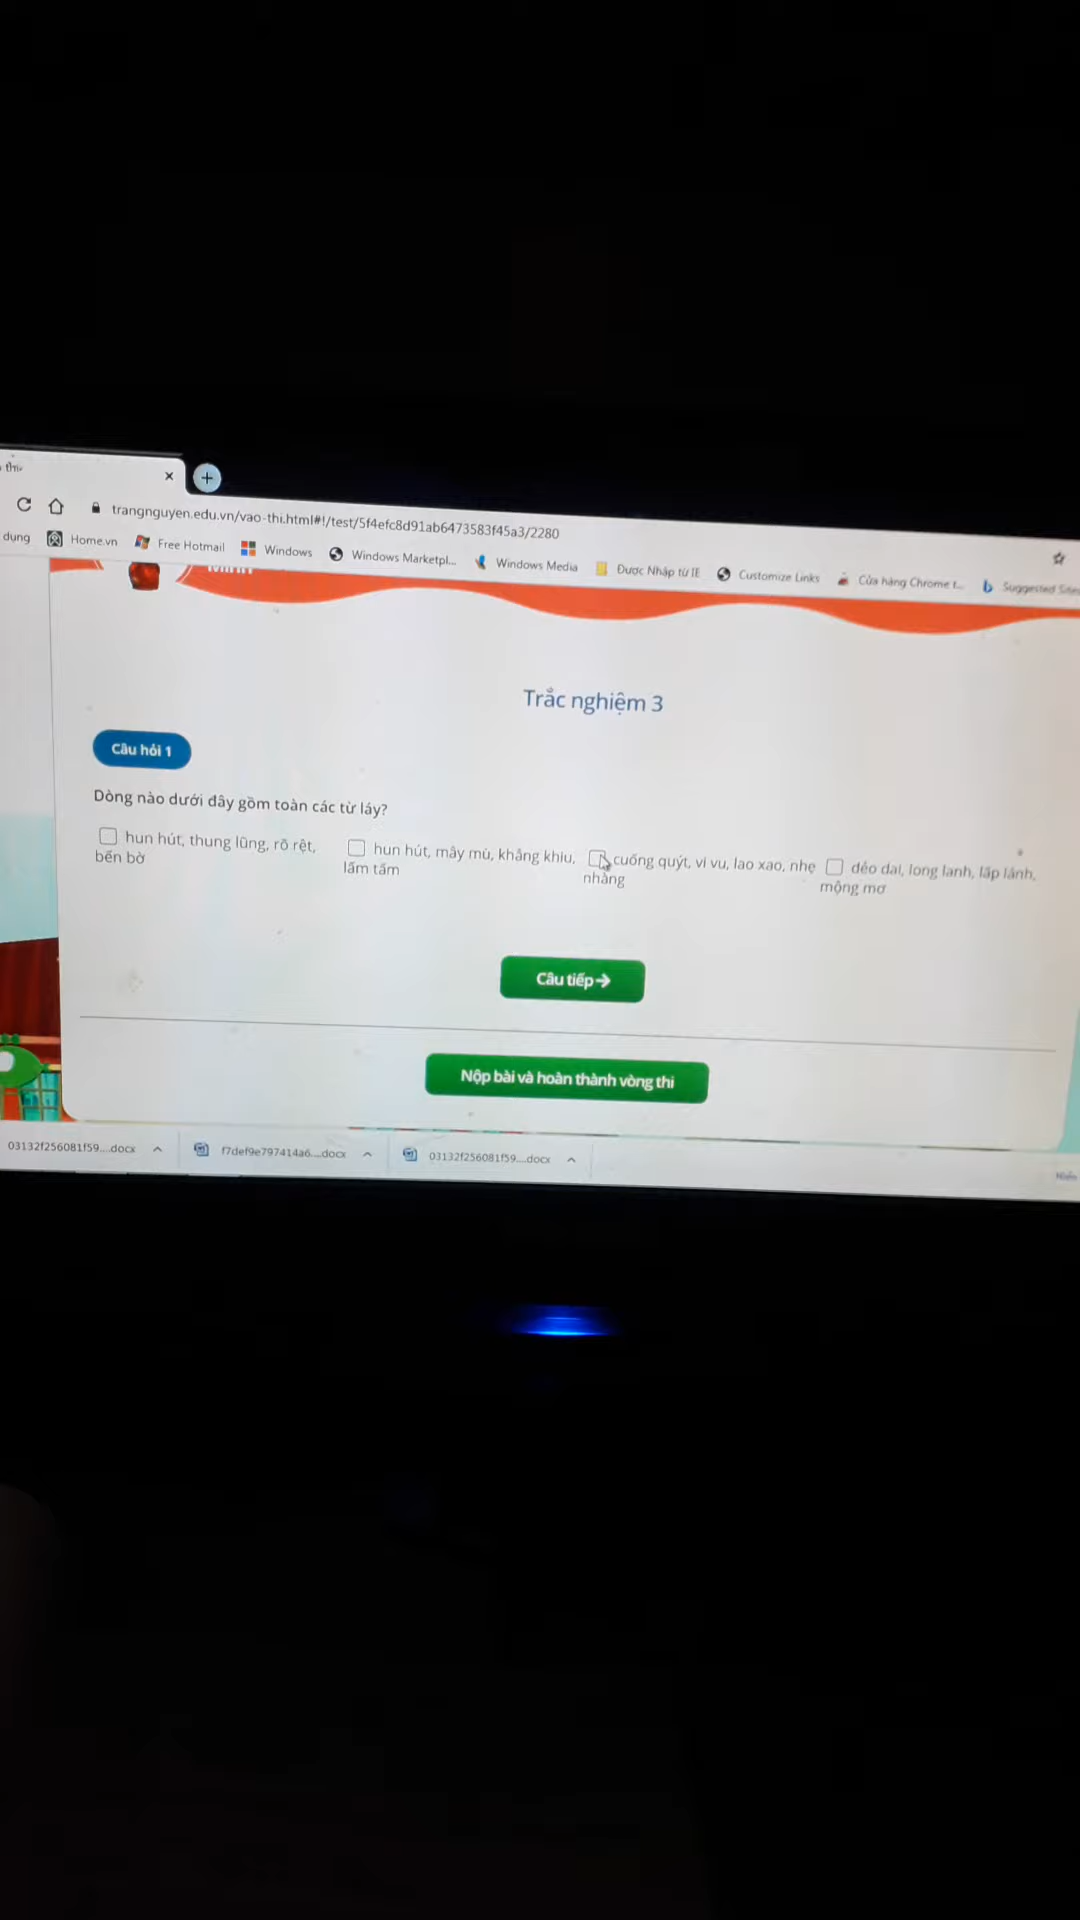 trangnguyen.edu.vn/vao-thi.html#!/test/5f4efc8d91ab6473583f45a3/2280
dụng Home.vn Free Hotmail Windows Windows Marketpl... Windows Media Được Nhập từ IE Customize Links Cửa hàng Chrome t... Suggested Sites
Trắc nghiệm 3
Câu hỏi 1
Dòng nào dưới đây gồm toàn các từ láy?
hun hút, thung lũng, rõ rệt,
bến bờ
hun hút, mây mù, khẳng khiu,
lấm tấm
cuống quýt, vi vu, lao xao, nhẹ
nhàng
dẻo dai, long lanh, lấp lánh,
mộng mơ
Câu tiếp
Nộp bài và hoàn thành vòng thi
03132f256081f59....docx f7def9e797414a6....docx 03132f256081f59....docx